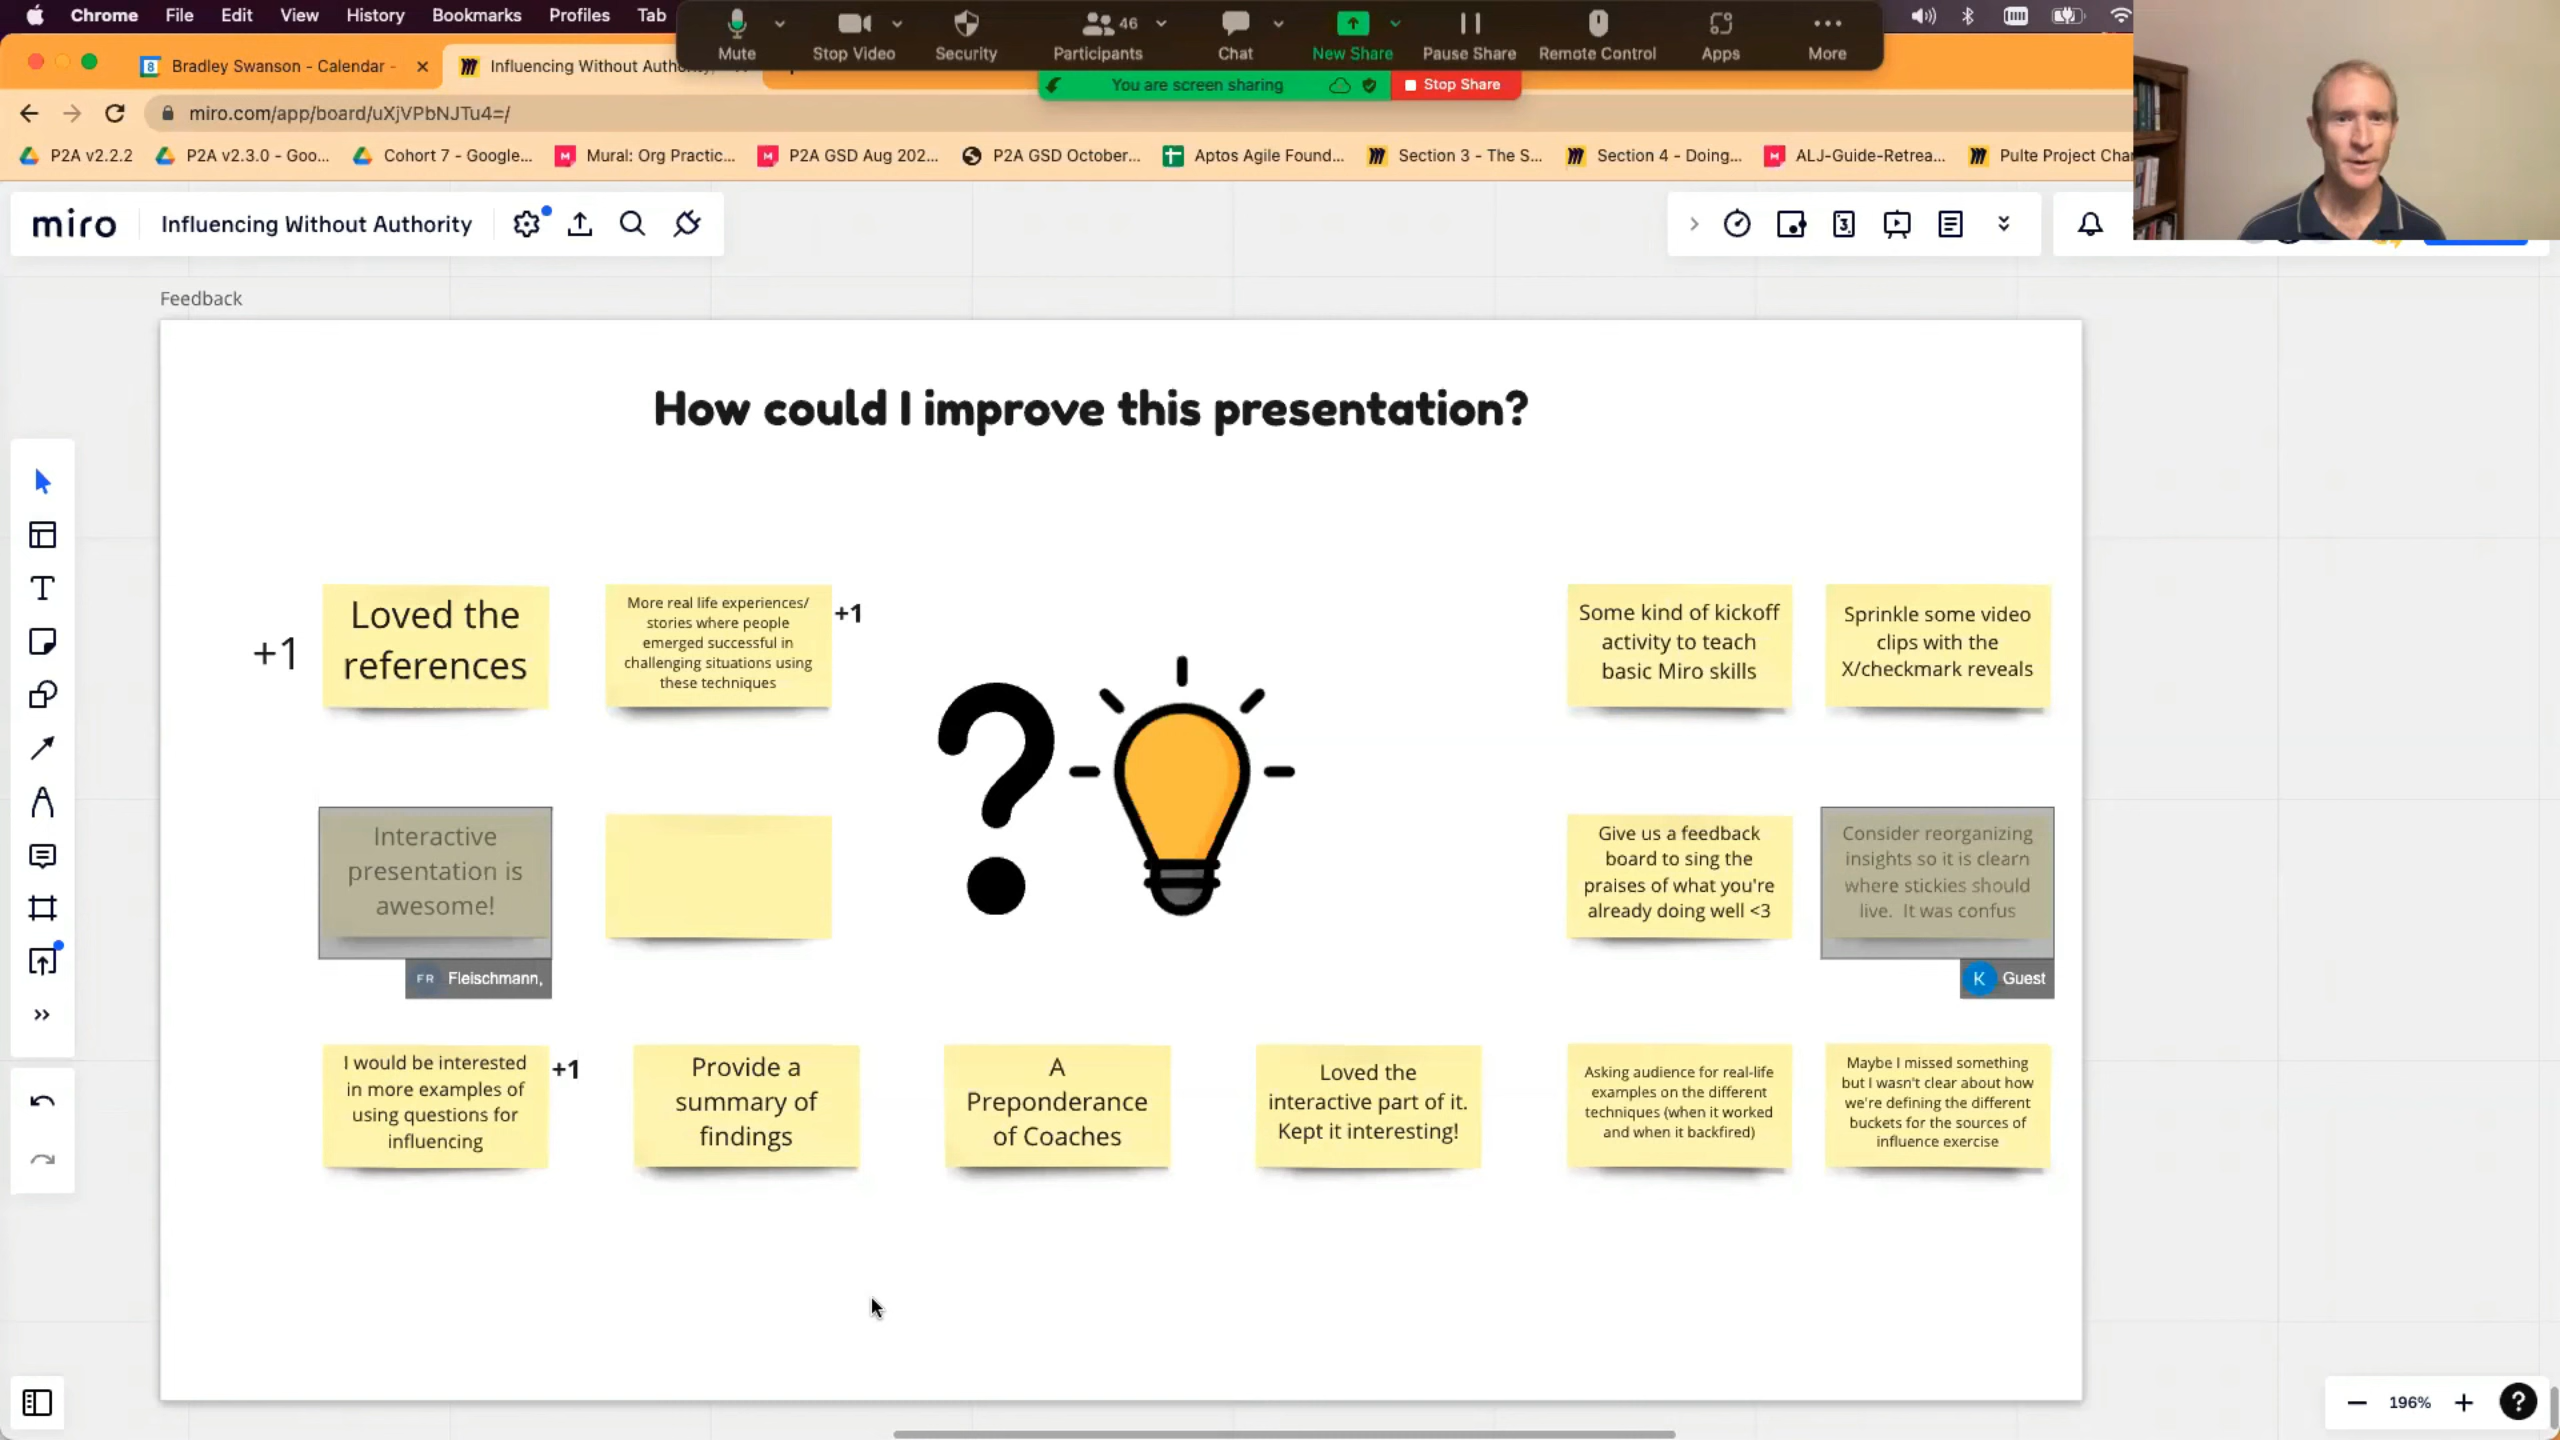 Chrome File Edit View History Bookmarks Profiles Tab
Mute Stop Video Security Participants 46 Chat New Share Pause Share Remote Control Apps More
Bradley Swanson - Calendar -
Influencing Without Autho
You are screen sharing
Stop Share
miro.com/app/board/uXjVPbNJTu4=/
P2A v2.2.2
P2A v2.3.0 - Goo...
Cohort 7 - Google...
Mural: Org Practic...
P2A GSD Aug 202...
P2A GSD October...
Aptos Agile Found...
Section 3 - The S...
Section 4 - Doing...
ALJ-Guide-Retrea...
Pulte Project Cha
miro
Influencing Without Authority
Feedback
How could I improve this presentation?
+1
Loved the
references
More real life experiences/
stories where people
emerged successful in
challenging situations using
these techniques
+1
Some kind of kickoff
activity to teach
basic Miro skills
Sprinkle some video
clips with the
X/checkmark reveals
Interactive
presentation is
awesome!
FR Fleischmann,
?
Give us a feedback
board to sing the
praises of what you're
already doing well <3
Consider reorganizing
insights so it is clearn
where stickies should
live. It was confus
K Guest
I would be interested
in more examples of
using questions for
influencing
+1
Provide a
summary of
findings
A
Preponderance
of Coaches
Loved the
interactive part of it.
Kept it interesting!
Asking audience for real-life
examples on the different
techniques (when it worked
and when it backfired)
Maybe I missed something
but I wasn't clear about how
we're defining the different
buckets for the sources of
influence exercise
196%
?